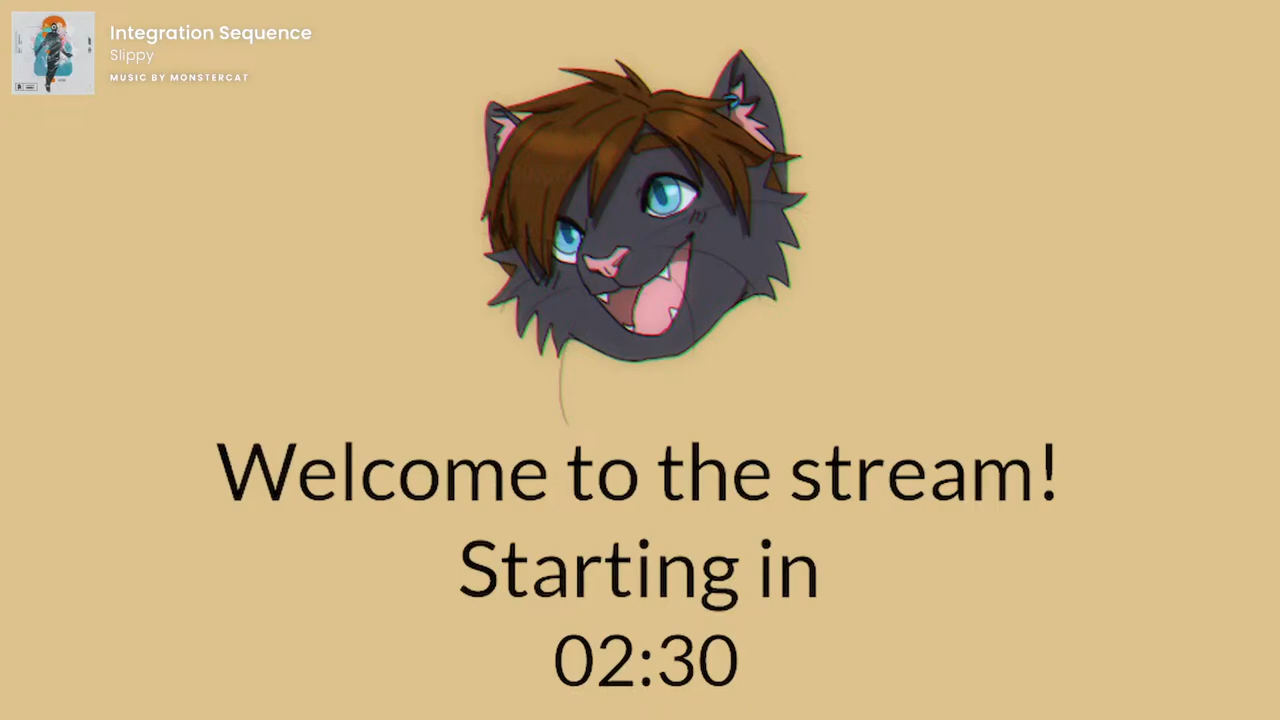 Integration Sequence
Slippy
MUSIC BY MONSTERCAT
Welcome to the stream!
Starting in
02:30